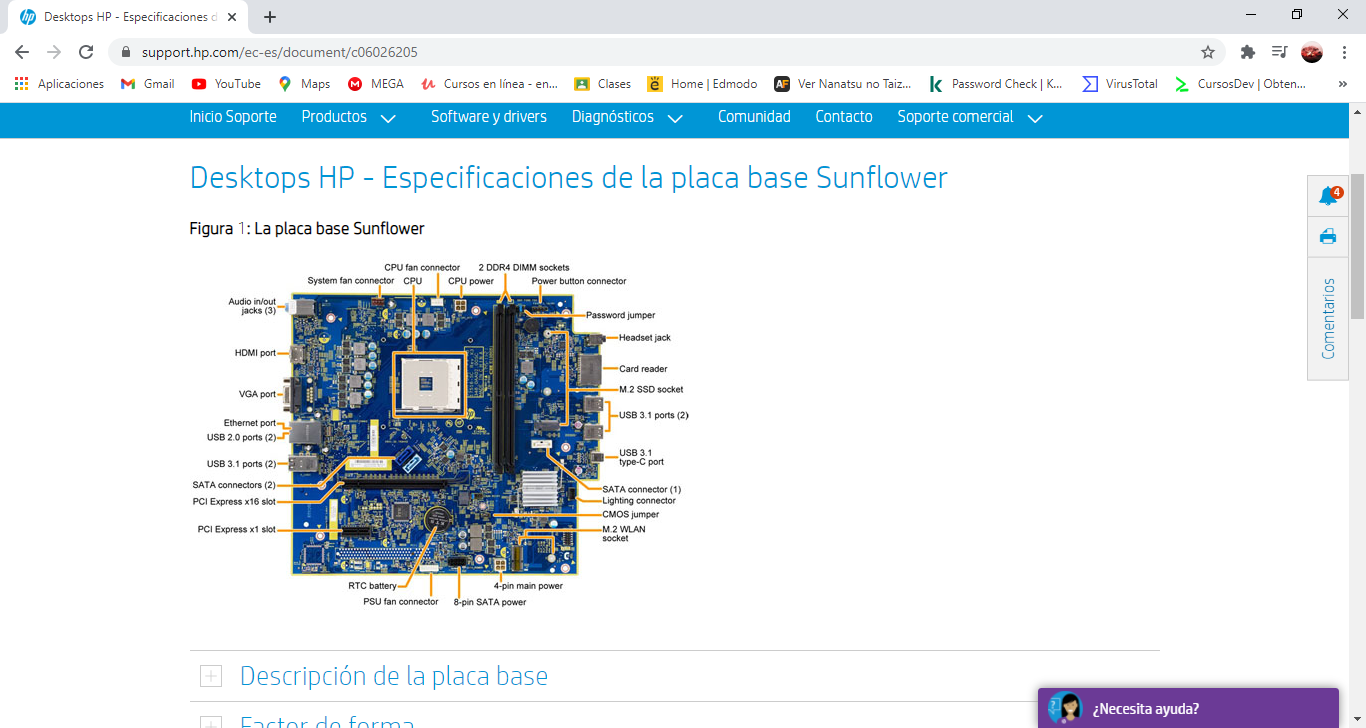 Desktops HP - Especificaciones d
support.hp.com/ec-es/document/c06026205
Aplicaciones
Gmail
YouTube
Maps
MEGA
Cursos en línea - en...
Clases
Home | Edmodo
Ver Nanatsu no Taiz...
Password Check | K...
VirusTotal
CursosDev | Obten...
»
Inicio Soporte
Productos
Software y drivers
Diagnósticos
Comunidad
Contacto
Soporte comercial
Desktops HP - Especificaciones de la placa base Sunflower
4
Comentarios
Figura 1: La placa base Sunflower
CPU fan connector
2 DDR4 DIMM sockets
System fan connector
CPU
CPU power
Power button connector
Audio in/out
jacks (3)
HDMI port
VGA port
Ethernet port
USB 2.0 ports (2)
USB 3.1 ports (2)
SATA connectors (2)
PCI Express x16 slot
PCI Express x1 slot
Password jumper
Headset jack
Card reader
M.2 SSD socket
USB 3.1 ports (2)
USB 3.1
type-C port
SATA connector (1)
Lighting connector
CMOS jumper
M.2 WLAN
socket
RTC battery
4-pin main power
PSU fan connector
8-pin SATA power
Descripción de la placa base
Factor de forma
¿Necesita ayuda?